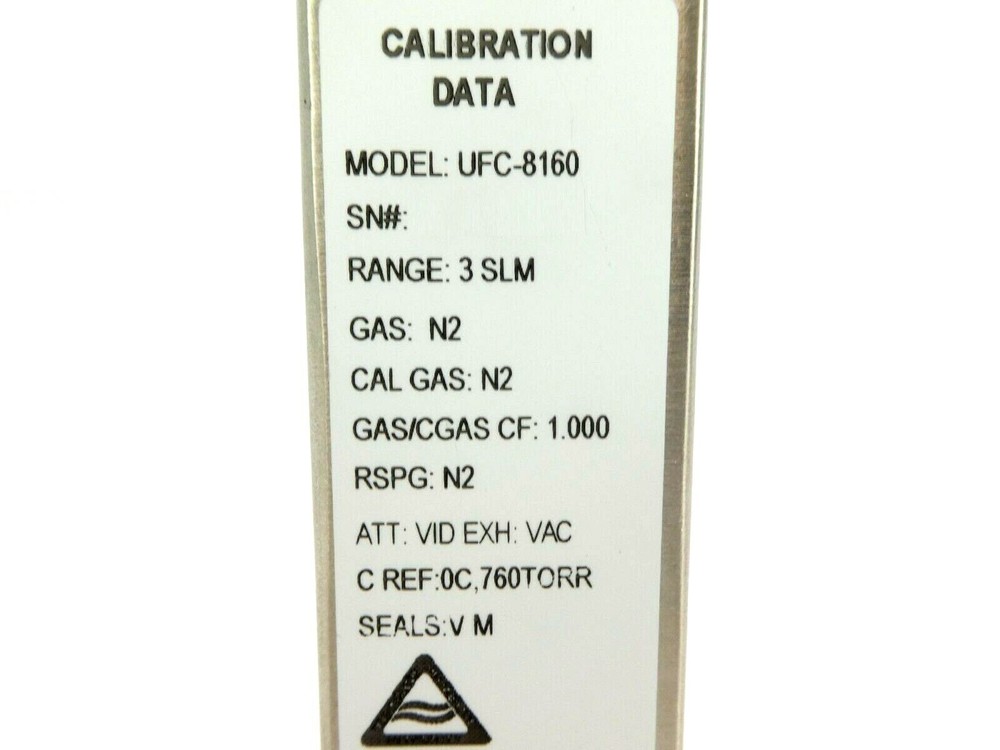 CALIBRATION
DATA
MODEL: UFC-8160
SN#:
RANGE: 3 SLM
GAS: N2
CAL GAS: N2
GAS/CGAS CF: 1.000
RSPG: N2
ATT: VID EXH: VAC
C REF:0C,760TORR
SEALS:V M